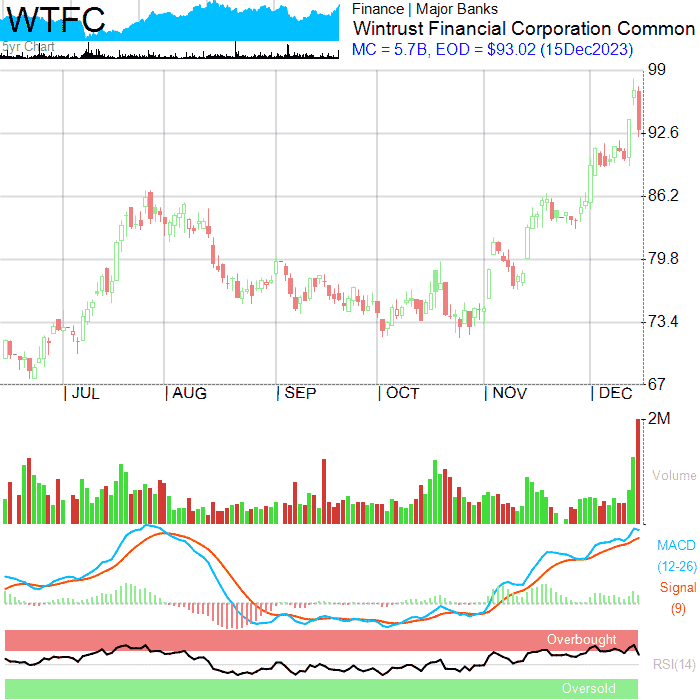 WTFC
5yr Chart
Finance | Major Banks
Wintrust Financial Corporation Common
MC = 5.7B, EOD = $93.02 (15Dec2023)
99
92.6
86.2
79.8
73.4
67
| JUL | AUG | SEP | OCT | NOV | DEC
2M
Volume
MACD
(12-26)
Signal
(9)
Overbought
RSI(14)
Oversold